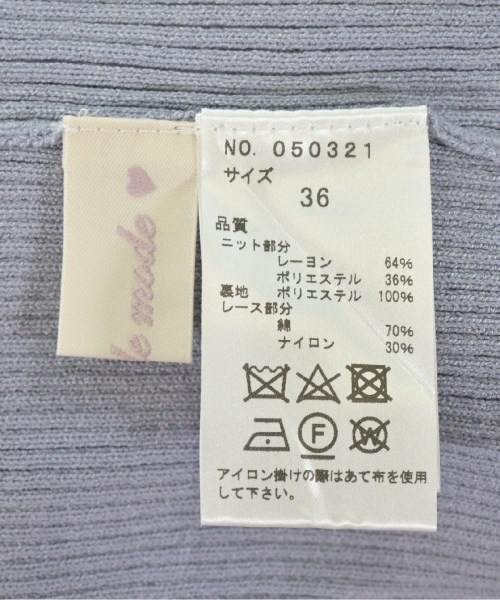 de mode
NO. 050321
サイズ
36
品質
ニット部分
レーヨン 64%
ポリエステル 36%
裏地 ポリエステル 100%
レース部分
綿 70%
ナイロン 30%
F
W
アイロン掛けの際はあて布を使用
して下さい。